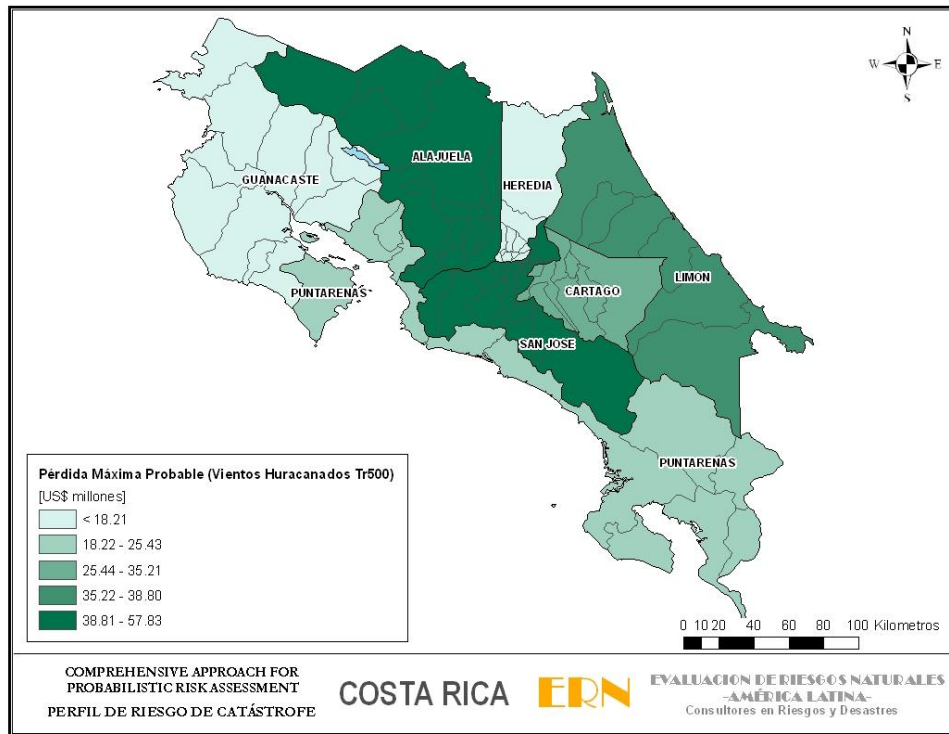 N
W E
S
ALAJUELA
HEREDIA
GUANACASTE
LIMON
CARTAGO
PUNTARENAS
SAN JOSE
PUNTARENAS
Pérdida Máxima Probable (Vientos Huracanados Tr500)
[US$ millones]
< 18.21
18.22 - 25.43
25.44 - 35.21
35.22 - 38.80
38.81 - 57.83
0 10 20 40 60 80 100 Kilometros
COMPREHENSIVE APPROACH FOR
PROBABILISTIC RISK ASSESSMENT
PERFIL DE RIESGO DE CATÁSTROFE
COSTA RICA
ERN
EVALUACION DE RIESGOS NATURALES
-AMÉRICA LATINA-
Consultores en Riesgos y Desastres